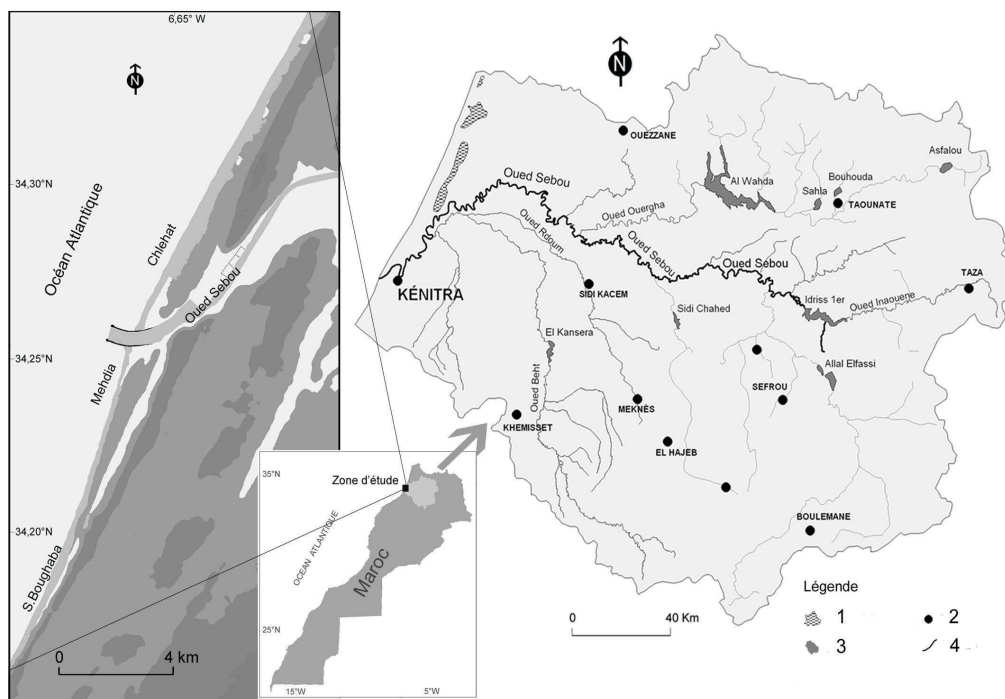 6,65° W
N
34,30°N
Océan Atlantique
Chlehat
Oued Sebou
34,25°N
Mehdia
34,20°N
S.Boughaba
0 4 km
35°N
Zone d'étude
OCEAN ATLANTIQUE
Maroc
25°N
15°W 5°W
N
OUEZZANE
Asfalou
Oued Sebou
Al Wahda
Bouhouda
Sahla
TAOUNATE
Oued Ouergha
Oued Rdoum
Oued Sebou
Oued Sebou
TAZA
KÉNITRA
SIDI KACEM
Idriss 1er
Oued Inaouene
Sidi Chahed
El Kansera
Allal Elfassi
Oued Beht
SEFROU
MEKNÈS
KHEMISSET
EL HAJEB
BOULEMANE
0 40 Km
Légende
1 2
3 4